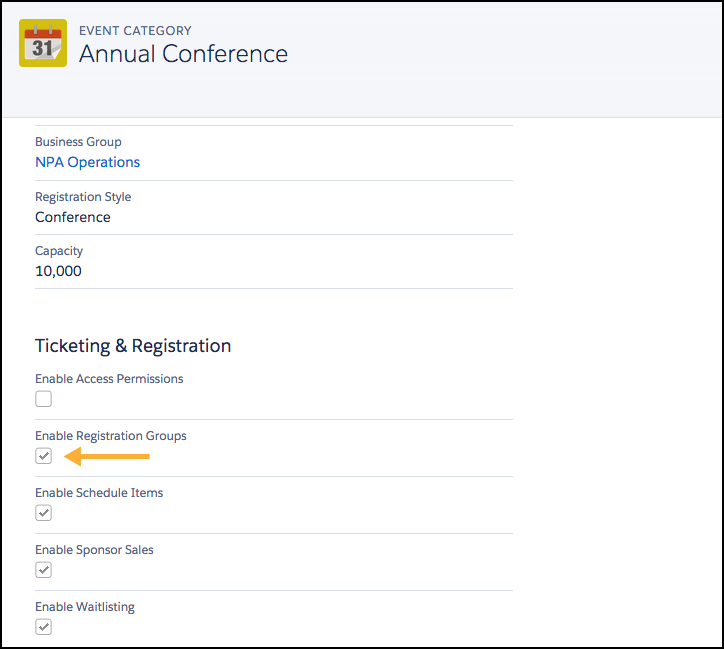 31
EVENT CATEGORY
Annual Conference
Business Group
NPA Operations
Registration Style
Conference
Capacity
10,000
Ticketing & Registration
Enable Access Permissions
Enable Registration Groups
Enable Schedule Items
Enable Sponsor Sales
Enable Waitlisting